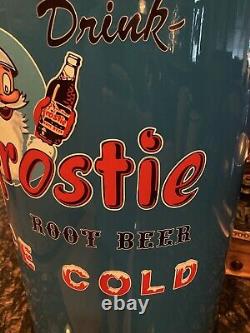 Drink-
rostie
ROOT BEER
E COLD